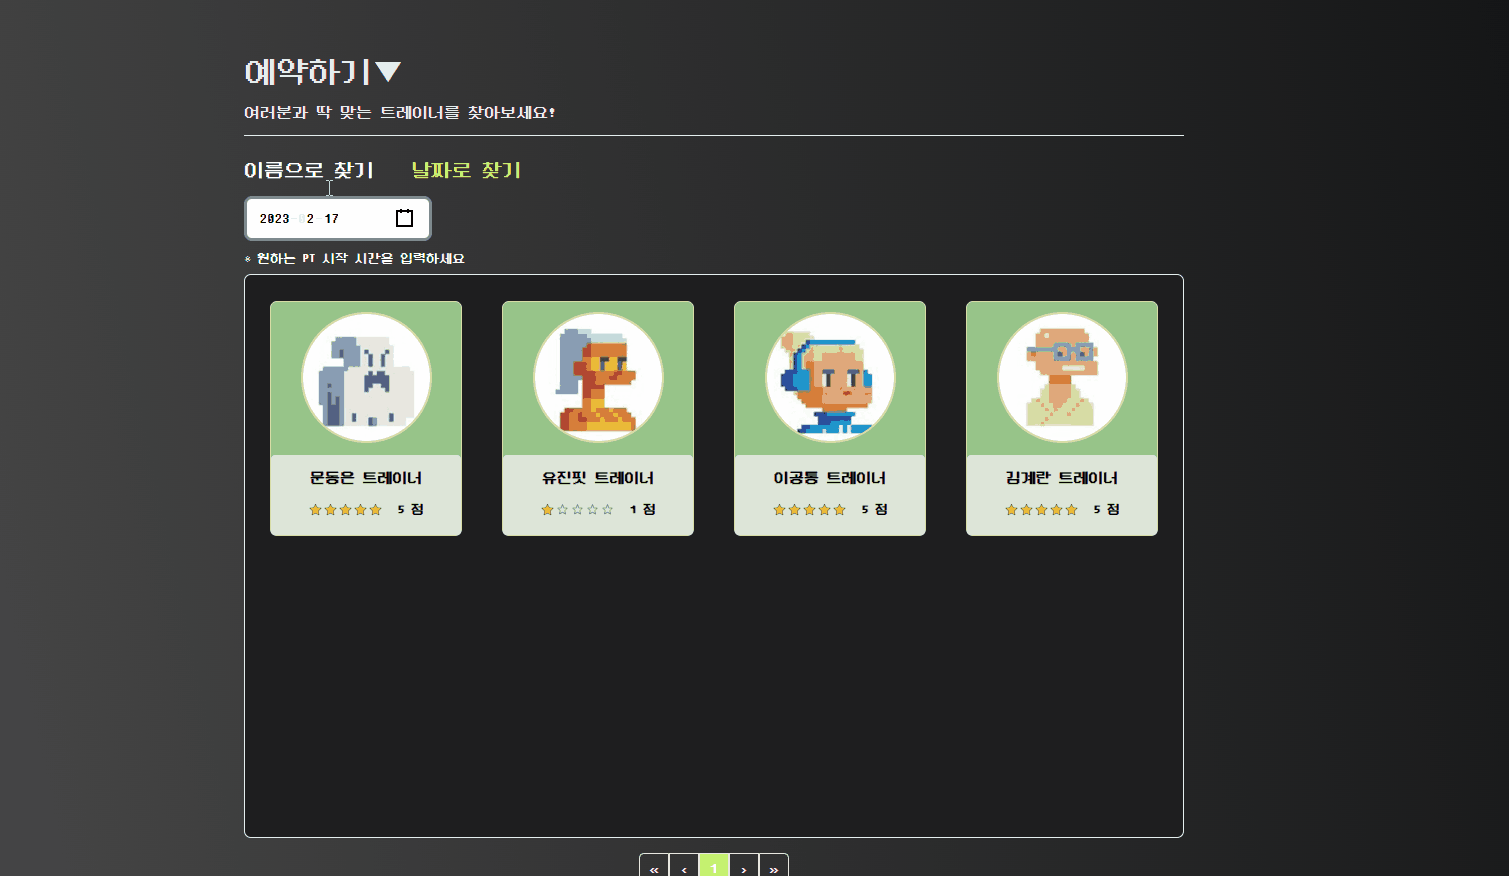 예약하기▼
여러분과 딱 맞는 트레이너를 찾아보세요!
이름으로 찾기 날짜로 찾기
2023-02-17
※ 원하는 PT 시작 시간을 입력하세요
문동은 트레이너 유진핏 트레이너 이공통 트레이너 김계란 트레이너
★★★★★ 5 점 ★☆☆☆☆ 1 점 ★★★★★ 5 점 ★★★★★ 5 점
« ‹ 1 › »